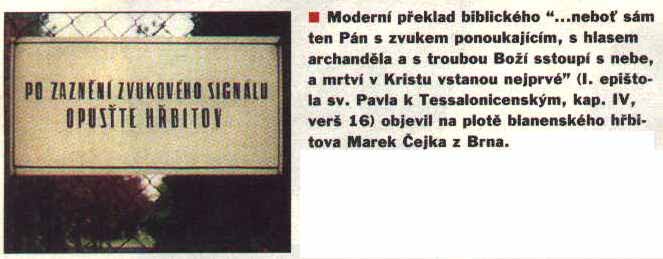 PO ZAZNĚNÍ ZVUKOVÉHO SIGNÁLU
OPUSŤTE HŘBITOV
■ Moderní překlad biblického “...neboť sám
ten Pán s zvukem ponoukajícím, s hlasem
archanděla a s troubou Boží sstoupí s nebe,
a mrtví v Kristu vstanou nejprvé” (I. epišto-
la sv. Pavla k Tessalonicenským, kap. IV,
verš 16) objevil na plotě blanenského hřbi-
tova Marek Čejka z Brna.